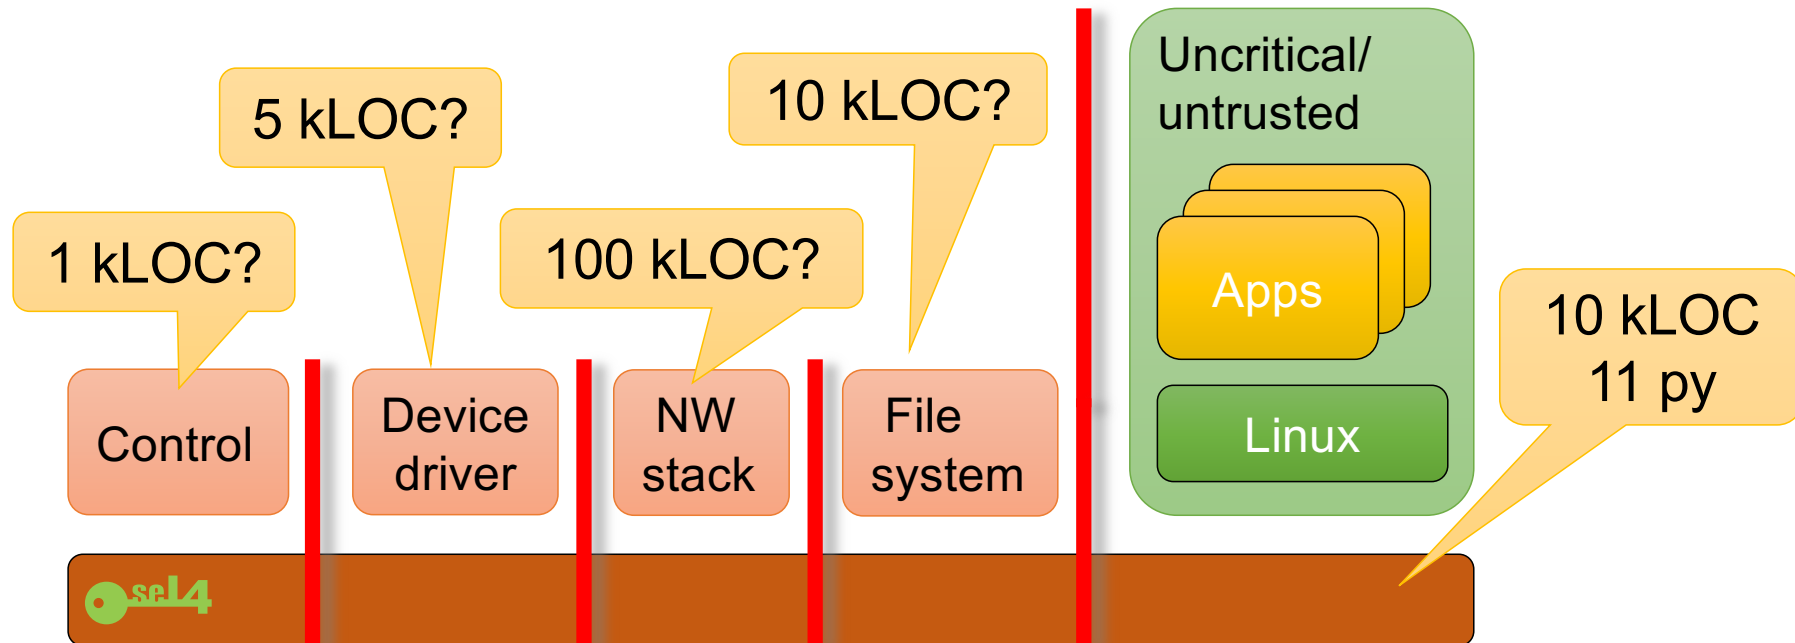 1 kLOC?
5 kLOC?
100 kLOC?
10 kLOC?
Uncritical/
untrusted
Apps
Linux
10 kLOC
11 py
Control
Device
driver
NW
stack
File
system
seL4